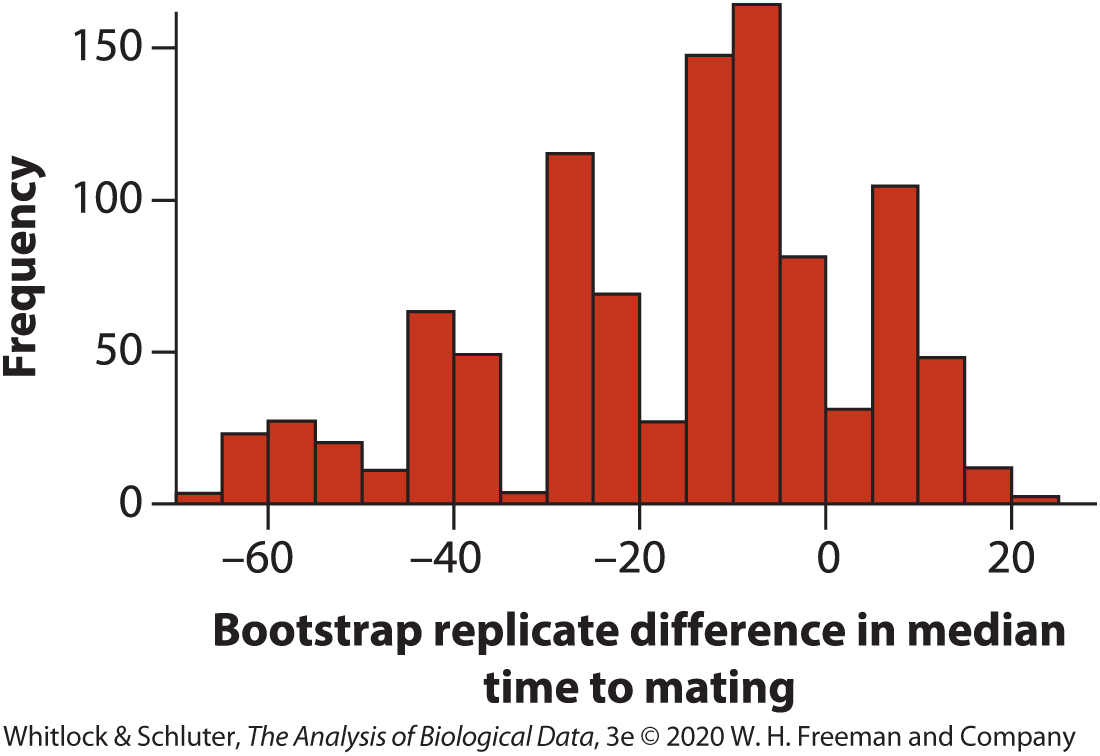 150
100
50
0
Frequency
–60 –40 –20 0 20
Bootstrap replicate difference in median
time to mating
Whitlock & Schluter, The Analysis of Biological Data, 3e © 2020 W. H. Freeman and Company